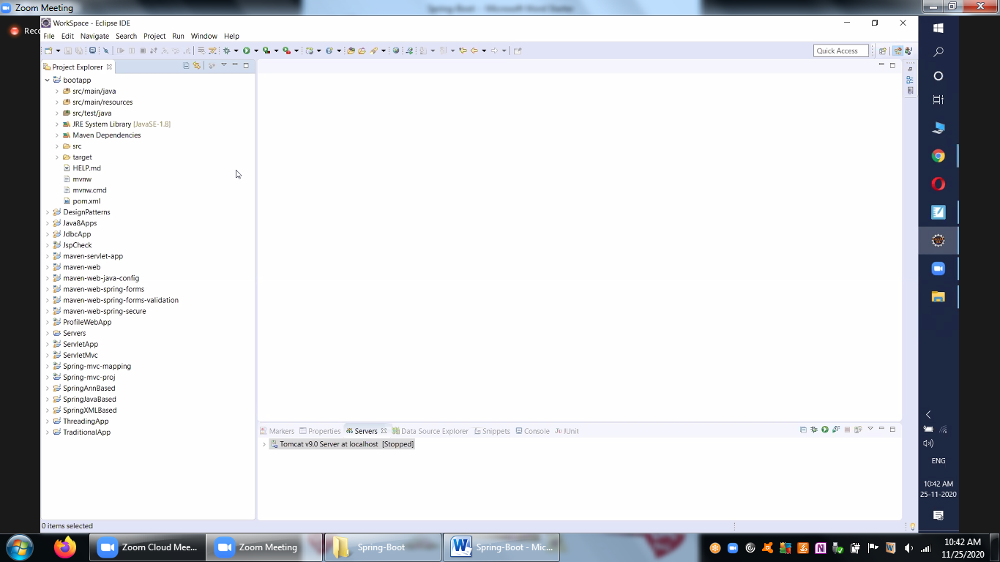 Zoom Meeting
Spring-Boot - Microsoft Word Starter
Reco
WorkSpace - Eclipse IDE
File Edit Navigate Search Project Run Window Help
Quick Access
Project Explorer
bootapp
src/main/java
src/main/resources
src/test/java
JRE System Library [JavaSE-1.8]
Maven Dependencies
src
target
HELP.md
mvnw
mvnw.cmd
pom.xml
DesignPatterns
Java8Apps
JdbcApp
JspCheck
maven-servlet-app
maven-web
maven-web-java-config
maven-web-spring-forms
maven-web-spring-forms-validation
maven-web-spring-secure
ProfileWebApp
Servers
ServletApp
ServletMvc
Spring-mvc-mapping
Spring-mvc-proj
SpringAnnBased
SpringJavaBased
SpringXMLBased
ThreadingApp
TraditionalApp
Markers Properties Servers Data Source Explorer Snippets Console JUnit
Tomcat v9.0 Server at localhost [Stopped]
0 items selected
ENG
10:42 AM
25-11-2020
Zoom Cloud Mee...
Zoom Meeting
Spring-Boot
Spring-Boot - Mic...
10:42 AM
11/25/2020